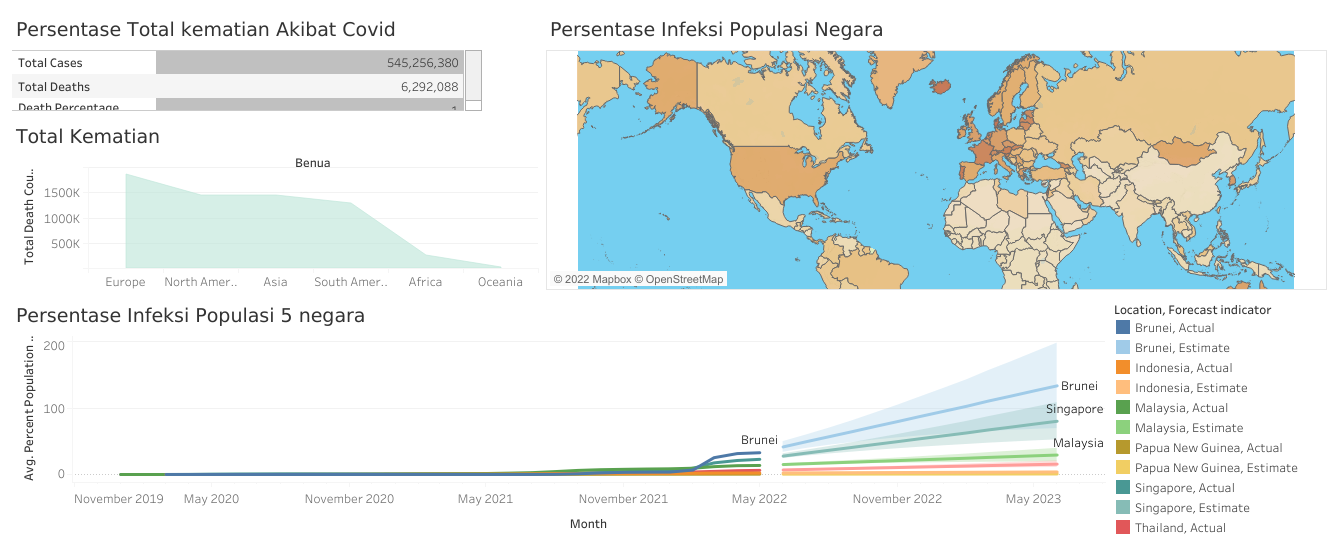 Persentase Total kematian Akibat Covid
Total Cases 545,256,380
Total Deaths 6,292,088
Death Percentage 1
Total Kematian
Benua
Total Death Cou..
1500K
1000K
500K
Europe North Amer.. Asia South Amer.. Africa Oceania
Persentase Infeksi Populasi Negara
© 2022 Mapbox © OpenStreetMap
Persentase Infeksi Populasi 5 negara
Avg. Percent Population ..
200
100
0
Brunei
Brunei
Singapore
Malaysia
November 2019 May 2020 November 2020 May 2021 November 2021 May 2022 November 2022 May 2023
Month
Location, Forecast indicator
Brunei, Actual
Brunei, Estimate
Indonesia, Actual
Indonesia, Estimate
Malaysia, Actual
Malaysia, Estimate
Papua New Guinea, Actual
Papua New Guinea, Estimate
Singapore, Actual
Singapore, Estimate
Thailand, Actual